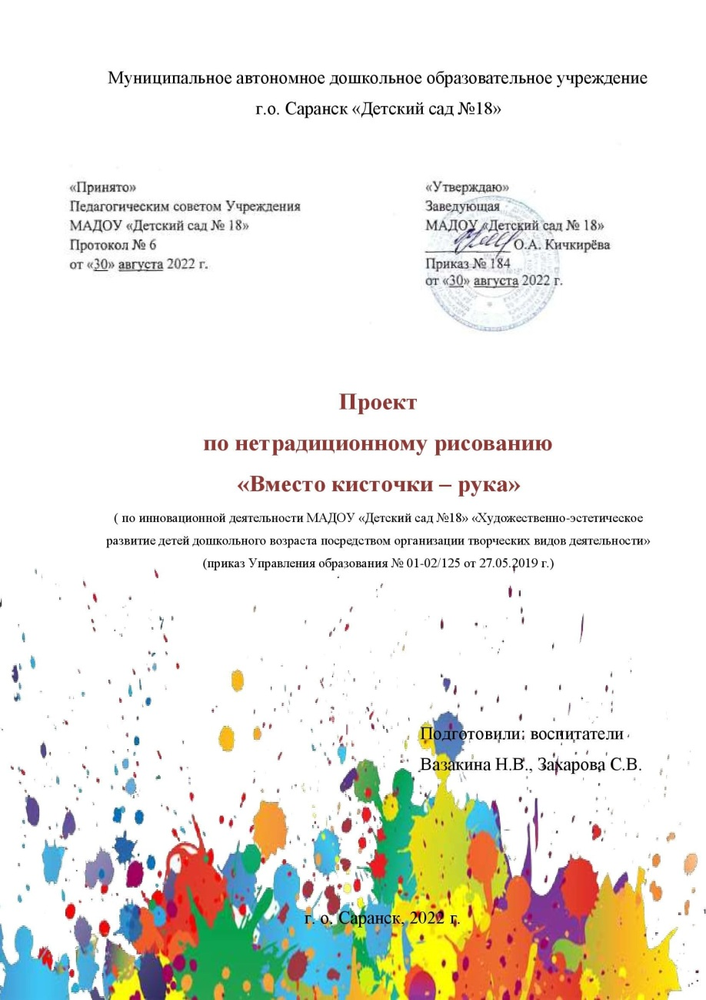 Муниципальное автономное дошкольное образовательное учреждение
г.о. Саранск «Детский сад №18»
«Принято»
Педагогическим советом Учреждения
МАДОУ «Детский сад № 18»
Протокол № 6
от «30» августа 2022 г.
«Утверждаю»
Заведующая
МАДОУ «Детский сад № 18»
О.А. Кичкирёва
Приказ № 184
от «30» августа 2022 г.
Проект
по нетрадиционному рисованию
«Вместо кисточки – рука»
( по инновационной деятельности МАДОУ «Детский сад №18» «Художественно-эстетическое
развитие детей дошкольного возраста посредством организации творческих видов деятельности»
(приказ Управления образования № 01-02/125 от 27.05.2019 г.)
Подготовили: воспитатели
Вазакина Н.В., Захарова С.В.
г. о. Саранск, 2022 г.